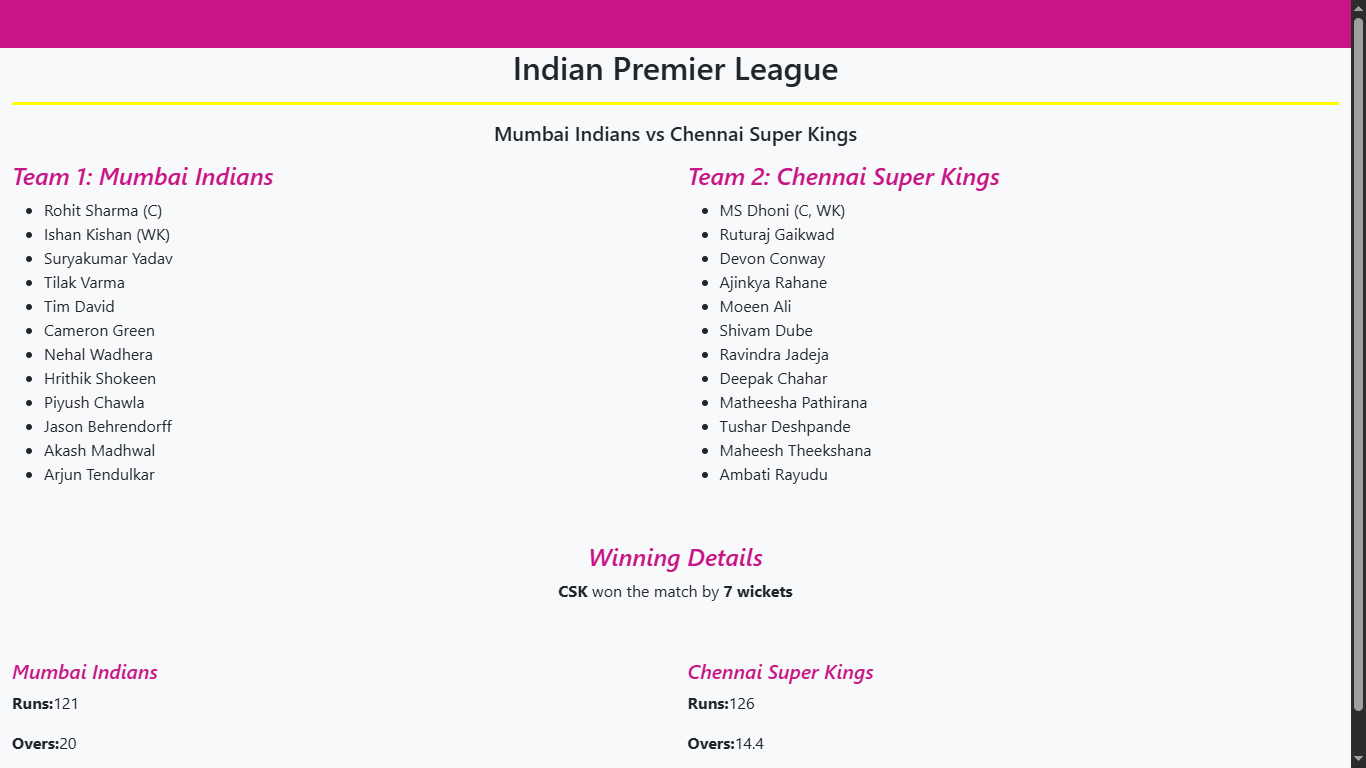 Indian Premier League
Mumbai Indians vs Chennai Super Kings
Team 1: Mumbai Indians
Rohit Sharma (C)
Ishan Kishan (WK)
Suryakumar Yadav
Tilak Varma
Tim David
Cameron Green
Nehal Wadhera
Hrithik Shokeen
Piyush Chawla
Jason Behrendorff
Akash Madhwal
Arjun Tendulkar
Team 2: Chennai Super Kings
MS Dhoni (C, WK)
Ruturaj Gaikwad
Devon Conway
Ajinkya Rahane
Moeen Ali
Shivam Dube
Ravindra Jadeja
Deepak Chahar
Matheesha Pathirana
Tushar Deshpande
Maheesh Theekshana
Ambati Rayudu
Winning Details
CSK won the match by 7 wickets
Mumbai Indians
Runs:121
Overs:20
Chennai Super Kings
Runs:126
Overs:14.4